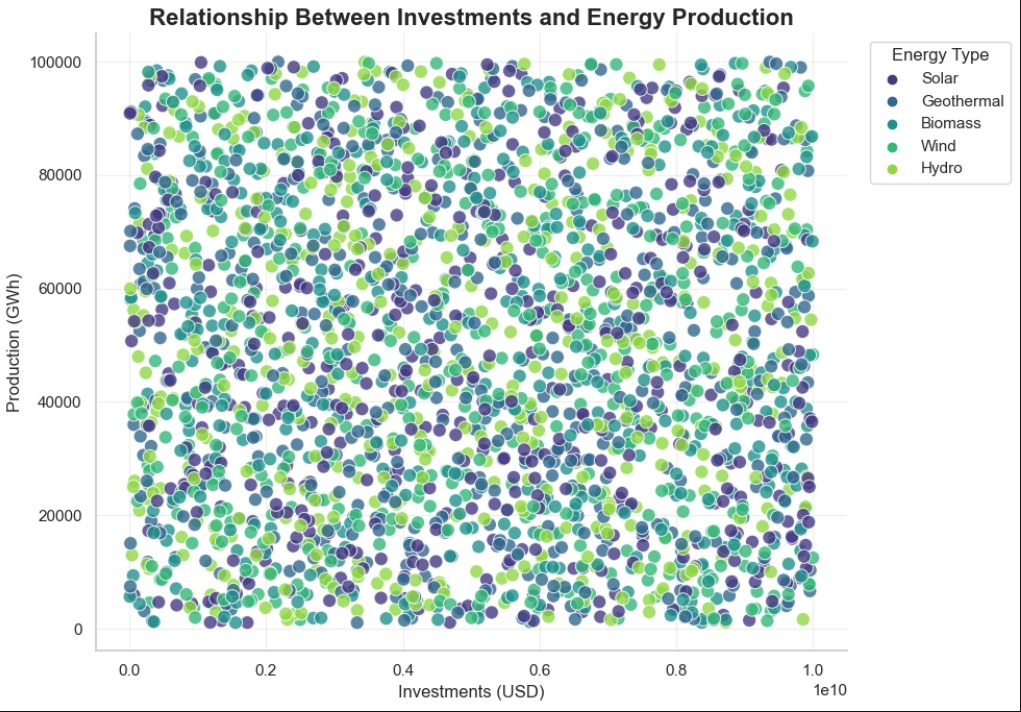 Relationship Between Investments and Energy Production
Energy Type
Solar
Geothermal
Biomass
Wind
Hydro
Production (GWh)
100000
80000
60000
40000
20000
0
0.0 0.2 0.4 0.6 0.8 1.0
1e10
Investments (USD)